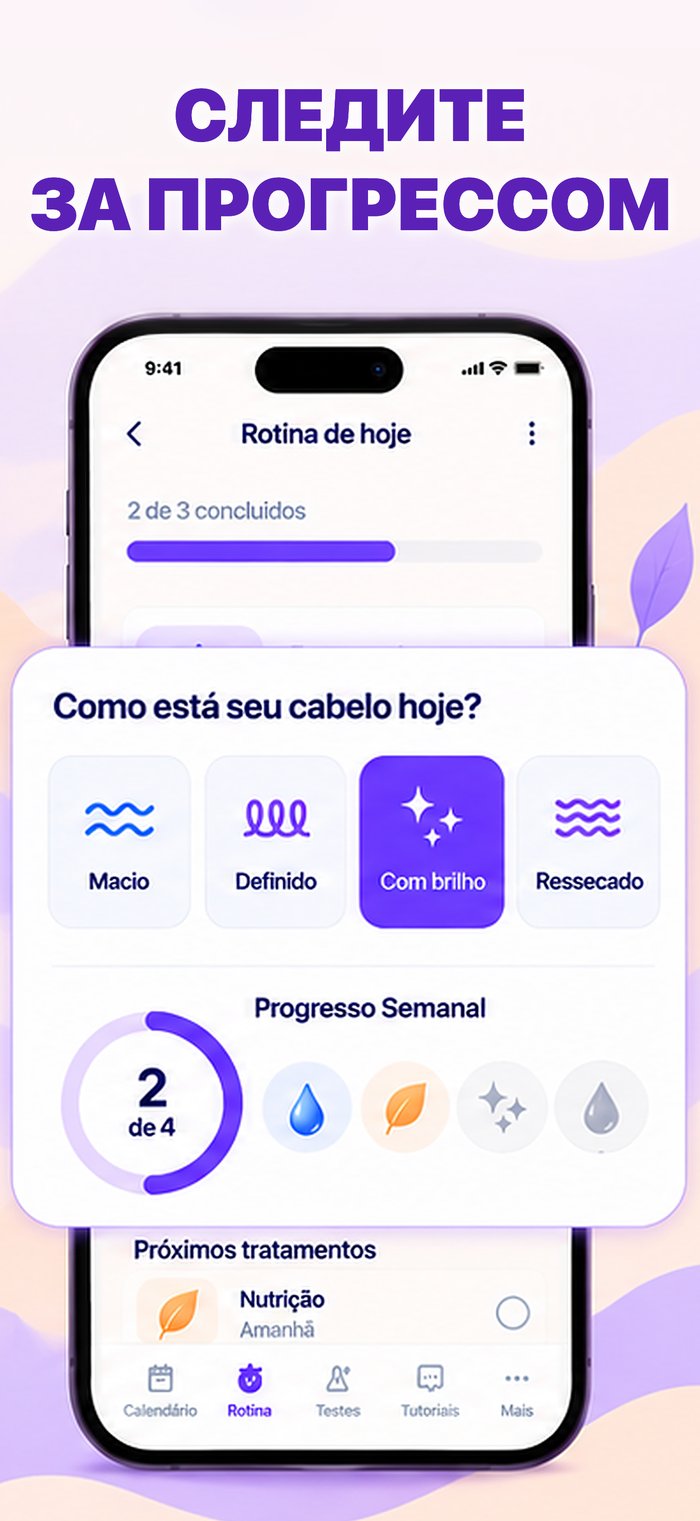 СЛЕДИТЕ
ЗА ПРОГРЕССОМ
9:41
Rotina de hoje
2 de 3 concluidos
Como está seu cabelo hoje?
Macio
Definido
Com brilho
Ressecado
Progresso Semanal
2
de 4
Próximos tratamentos
Nutrição
Amanhã
Calendário
Rotina
Testes
Tutoriais
Mais